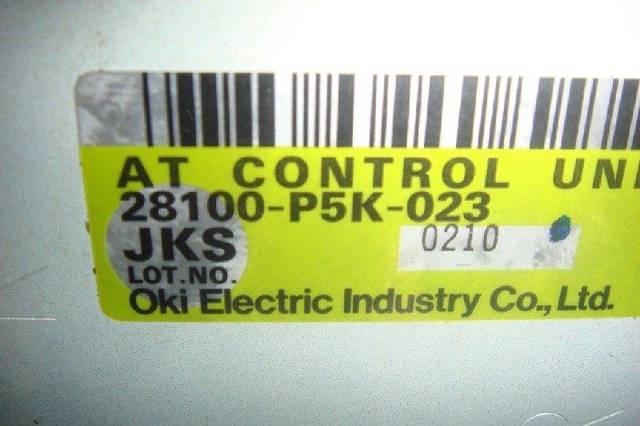 AT CONTROL UNI
28100-P5K-023
JKS 0210
LOT.NO.
Oki Electric Industry Co., Ltd.